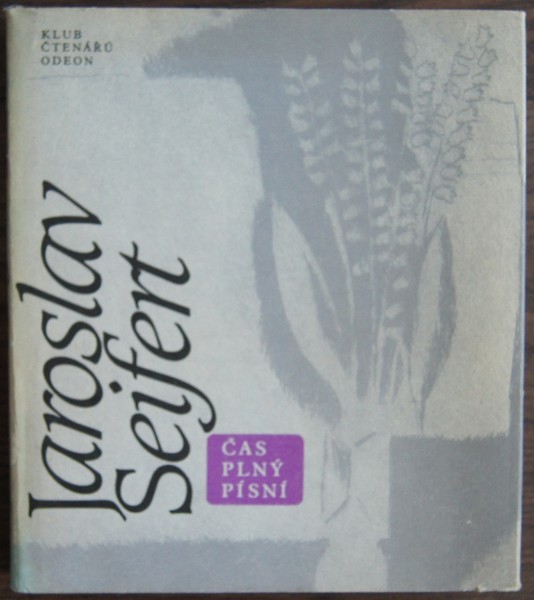 KLUB
ČTENÁŘŮ
ODEON
Jaroslav
Seifert
ČAS
PLNÝ
PÍSNÍ